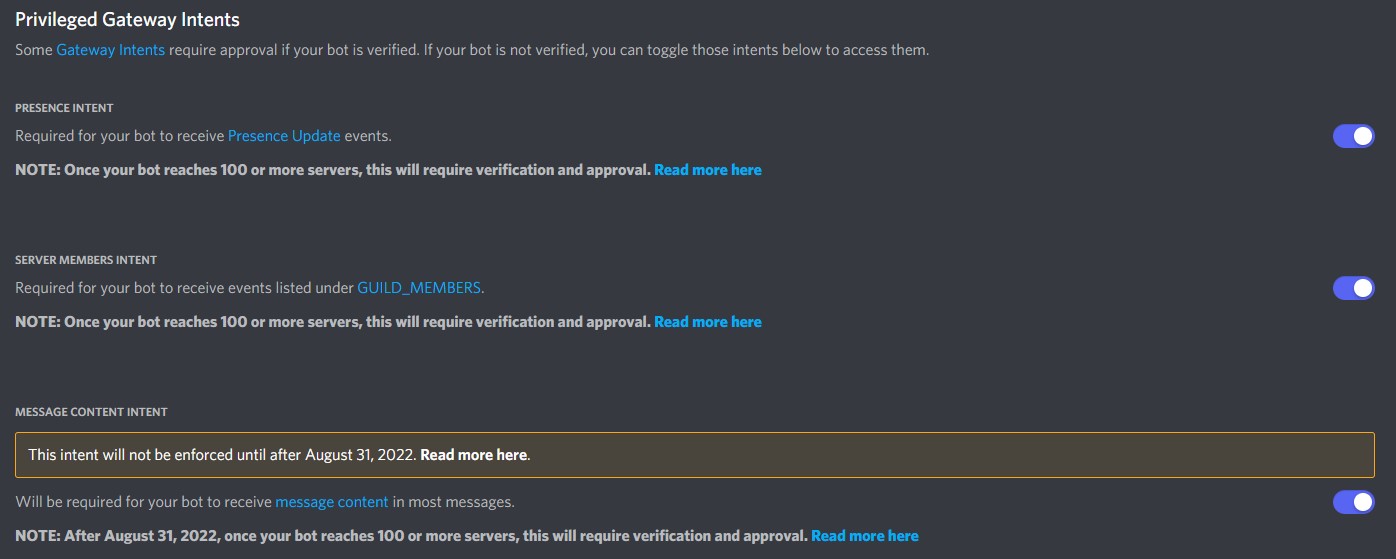 Privileged Gateway Intents
Some Gateway Intents require approval if your bot is verified. If your bot is not verified, you can toggle those intents below to access them.
PRESENCE INTENT
Required for your bot to receive Presence Update events.
NOTE: Once your bot reaches 100 or more servers, this will require verification and approval. Read more here
SERVER MEMBERS INTENT
Required for your bot to receive events listed under GUILD_MEMBERS.
NOTE: Once your bot reaches 100 or more servers, this will require verification and approval. Read more here
MESSAGE CONTENT INTENT
This intent will not be enforced until after August 31, 2022. Read more here.
Will be required for your bot to receive message content in most messages.
NOTE: After August 31, 2022, once your bot reaches 100 or more servers, this will require verification and approval. Read more here